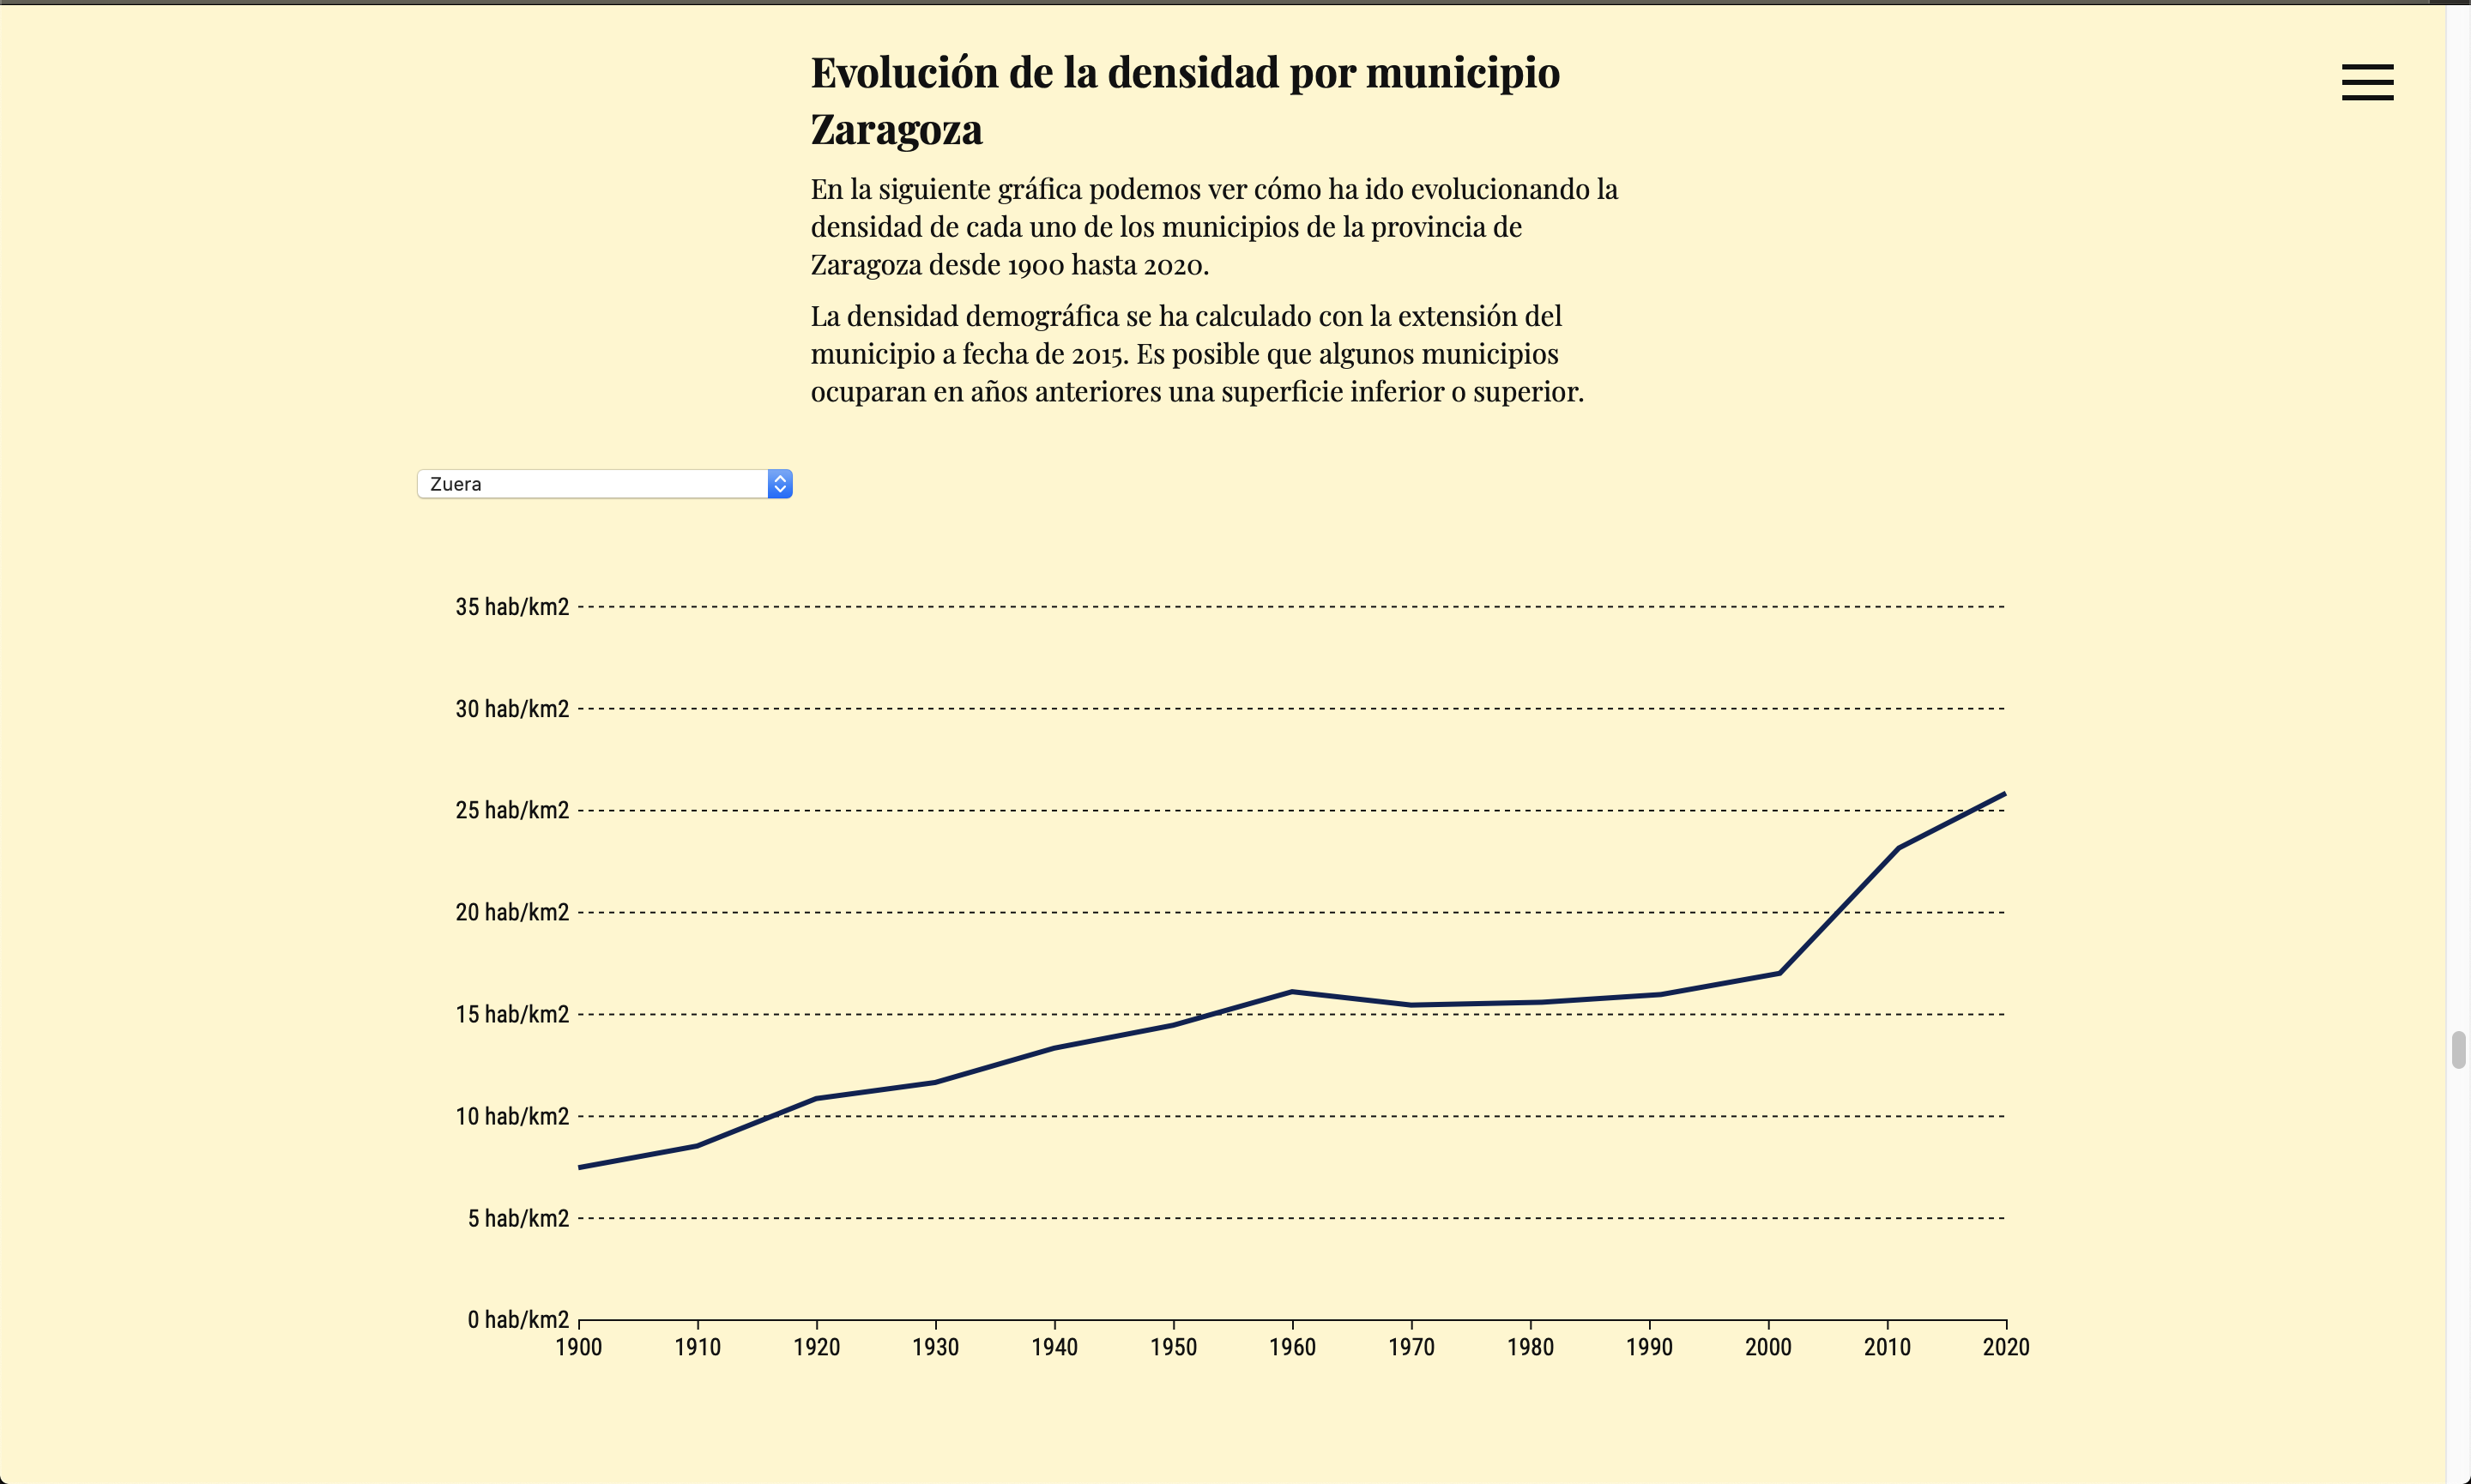 Evolución de la densidad por municipio
Zaragoza
En la siguiente gráfica podemos ver cómo ha ido evolucionando la
densidad de cada uno de los municipios de la provincia de
Zaragoza desde 1900 hasta 2020.
La densidad demográfica se ha calculado con la extensión del
municipio a fecha de 2015. Es posible que algunos municipios
ocuparan en años anteriores una superficie inferior o superior.
Zuera
35 hab/km2
30 hab/km2
25 hab/km2
20 hab/km2
15 hab/km2
10 hab/km2
5 hab/km2
0 hab/km2
1900 1910 1920 1930 1940 1950 1960 1970 1980 1990 2000 2010 2020